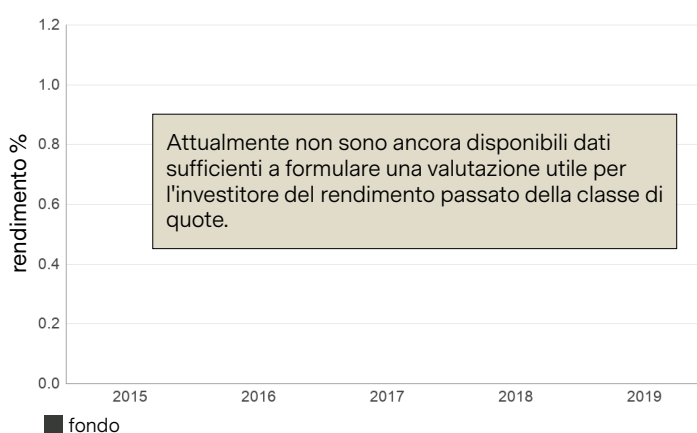 1.2
1.0
rendimento %
0.8
0.6
0.4
0.2
0.0
Attualmente non sono ancora disponibili dati
sufficienti a formulare una valutazione utile per
l'investitore del rendimento passato della classe di
quote.
2015 2016 2017 2018 2019
fondo